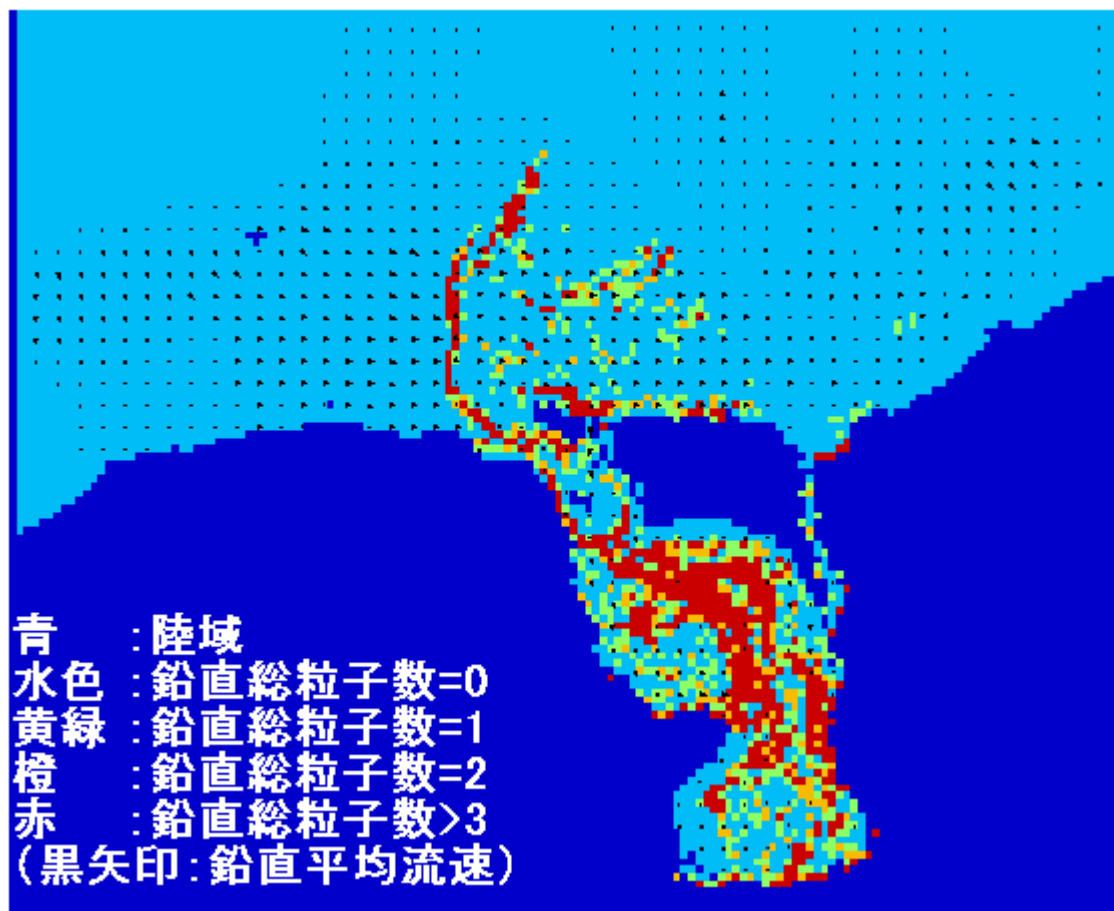 青　　：陸域
水色：鉛直総粒子数=0
黄緑：鉛直総粒子数=1
橙　　：鉛直総粒子数=2
赤　　：鉛直総粒子数>3
(黒矢印：鉛直平均流速)